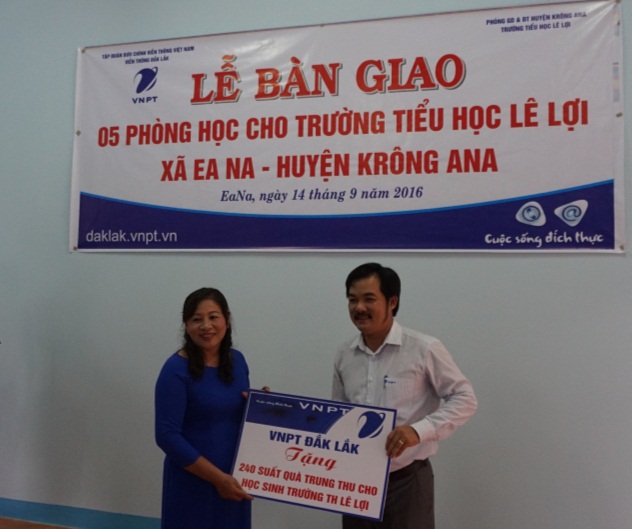 TẬP ĐOÀN BƯU CHÍNH VIỄN THÔNG VIỆT NAM
VIỄN THÔNG ĐẮK LẮK
VNPT
PHÒNG GD & ĐT HUYỆN KRÔNG ANA
TRƯỜNG TIỂU HỌC LÊ LỢI
LỄ BÀN GIAO
05 PHÒNG HỌC CHO TRƯỜNG TIỂU HỌC LÊ LỢI
XÃ EA NA - HUYỆN KRÔNG ANA
EaNa, ngày 14 tháng 9 năm 2016
daklak.vnpt.vn
Cuộc sống đích thực
VNPT
VNPT ĐẮK LẮK
Tặng
240 SUẤT QUÀ TRUNG THU CHO
HỌC SINH TRƯỜNG TH LÊ LỢI